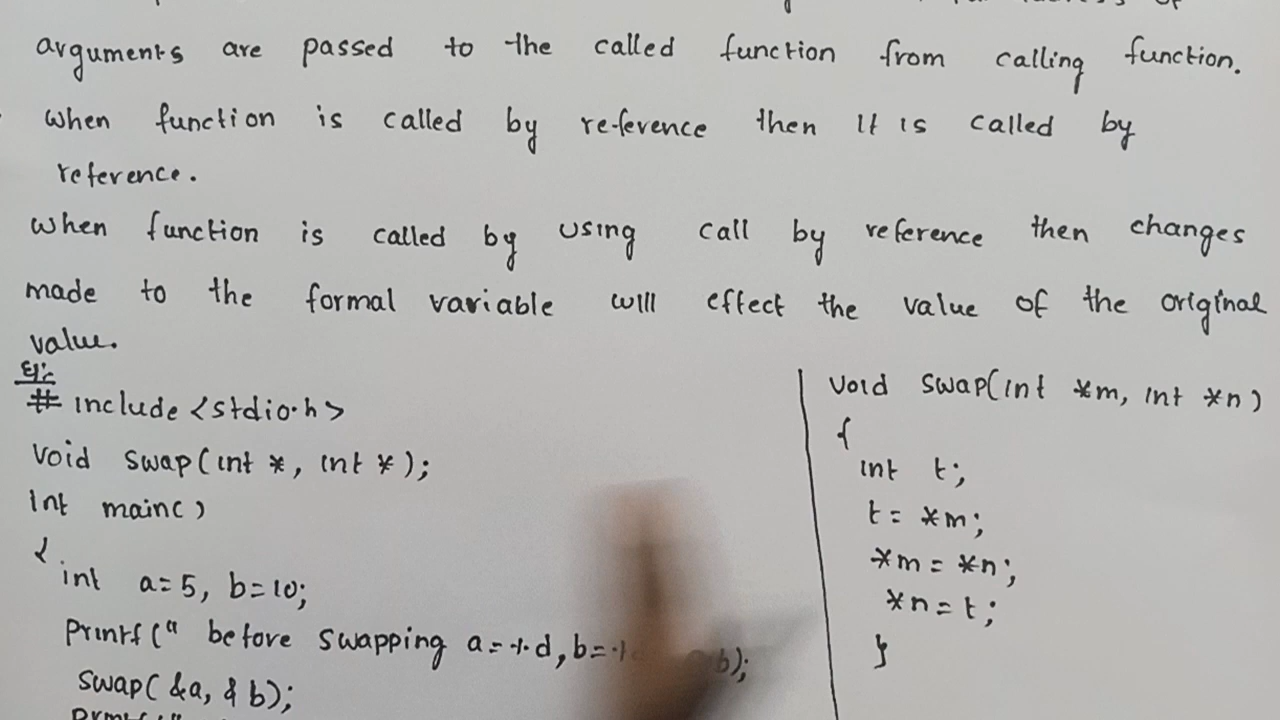 arguments are passed to the called function from calling function.
when function is called by reference then it is called by
reference.
when function is called by using call by reference then changes
made to the formal variable will effect the value of the original
value.
Ex:
# include <stdio.h>
void swap(int *, int *);
int main()
{
int a=5, b=10;
printf(" before swapping a=%d, b=
b);
swap( &a, & b);
printf("
void swap(int *m, int *n)
{
int t;
t= *m;
*m = *n;
*n = t;
}